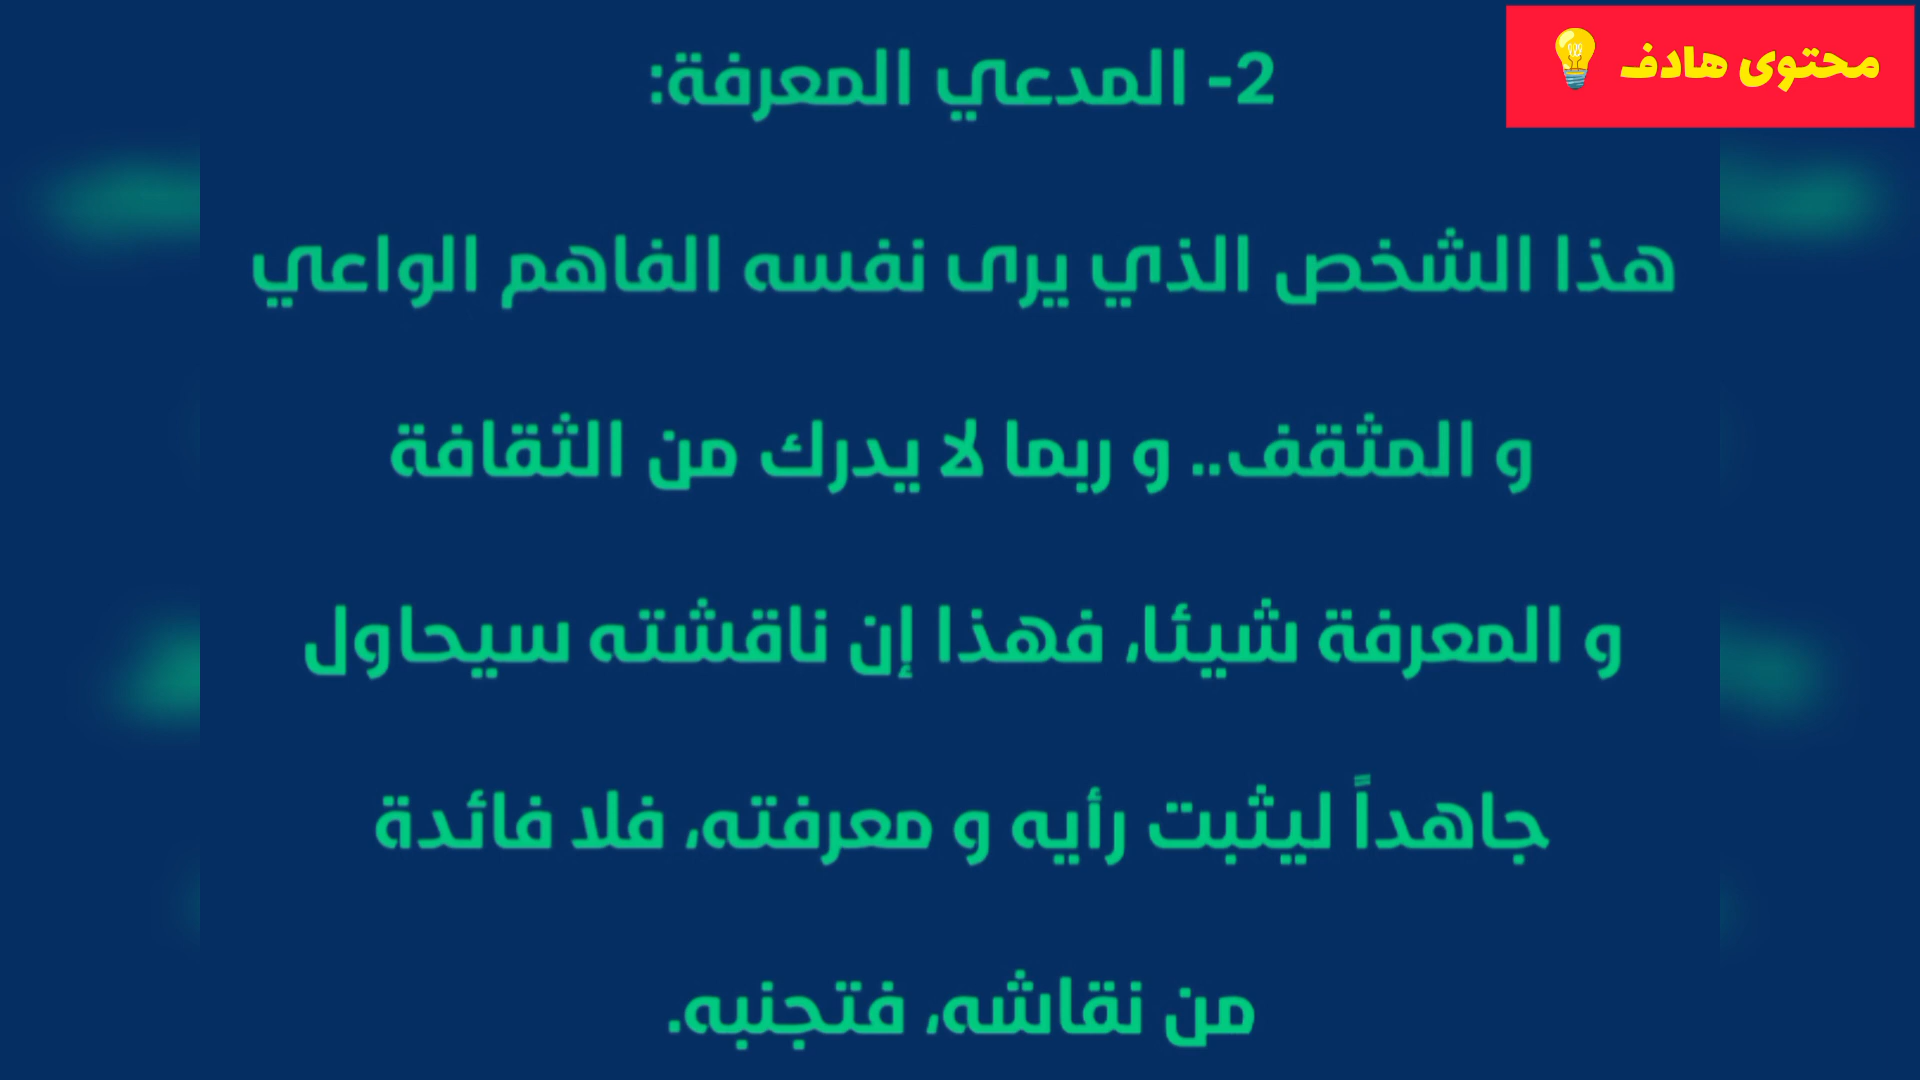 محتوى هادف
2- المدعي المعرفة:
هذا الشخص الذي يرى نفسه الفاهم الواعي
و المثقف.. و ربما لا يدرك من الثقافة
و المعرفة شيئا، فهذا إن ناقشته سيحاول
جاهداً ليثبت رأيه و معرفته، فلا فائدة
من نقاشه، فتجنبه.